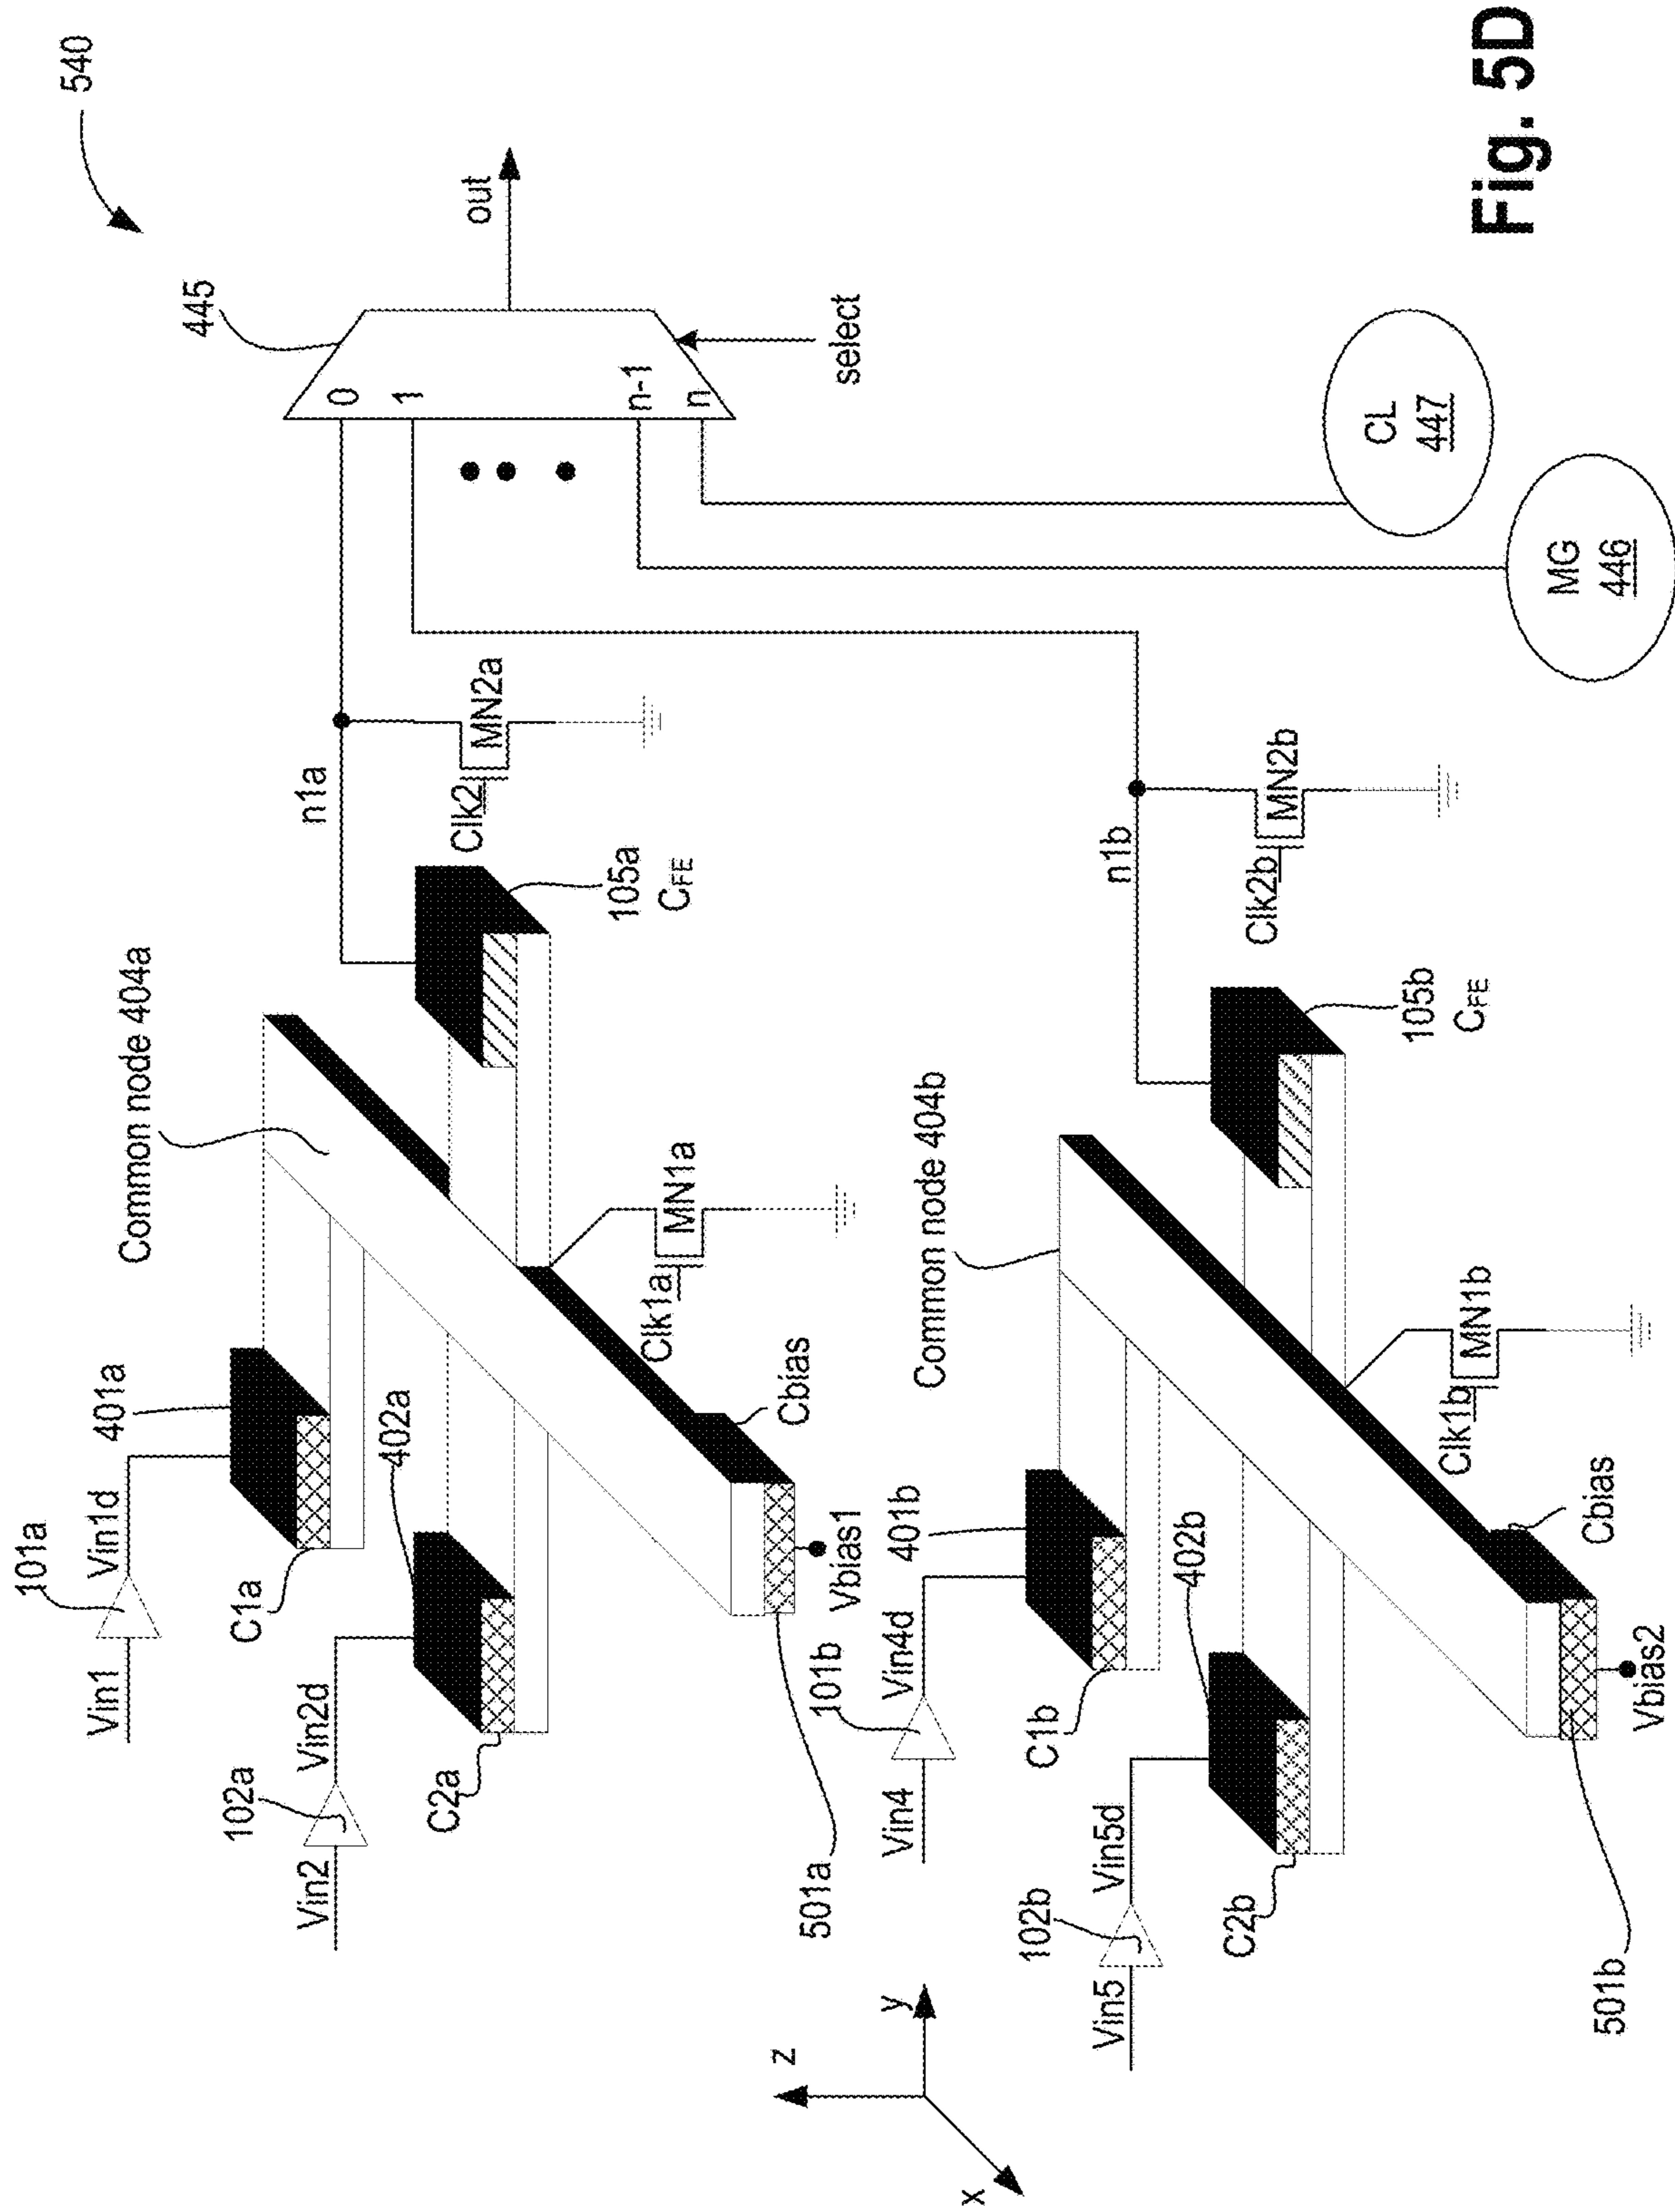 540
445
0
1
n-1
n
out
select
Vin1
101a
Vin1d
401a
Common node 404a
n1a
C1a
Vin2
102a
Vin2d
402a
C2a
Clk2
MN2a
105a
CFE
Clk1a
MN1a
Cbias
Vbias1
501a
Vin4
101b
Vin4d
401b
Common node 404b
n1b
C1b
Vin5
102b
Vin5d
402b
C2b
Clk2b
MN2b
105b
CFE
Clk1b
MN1b
Cbias
Vbias2
501b
CL
447
MG
446
z
y
x
Fig. 5D